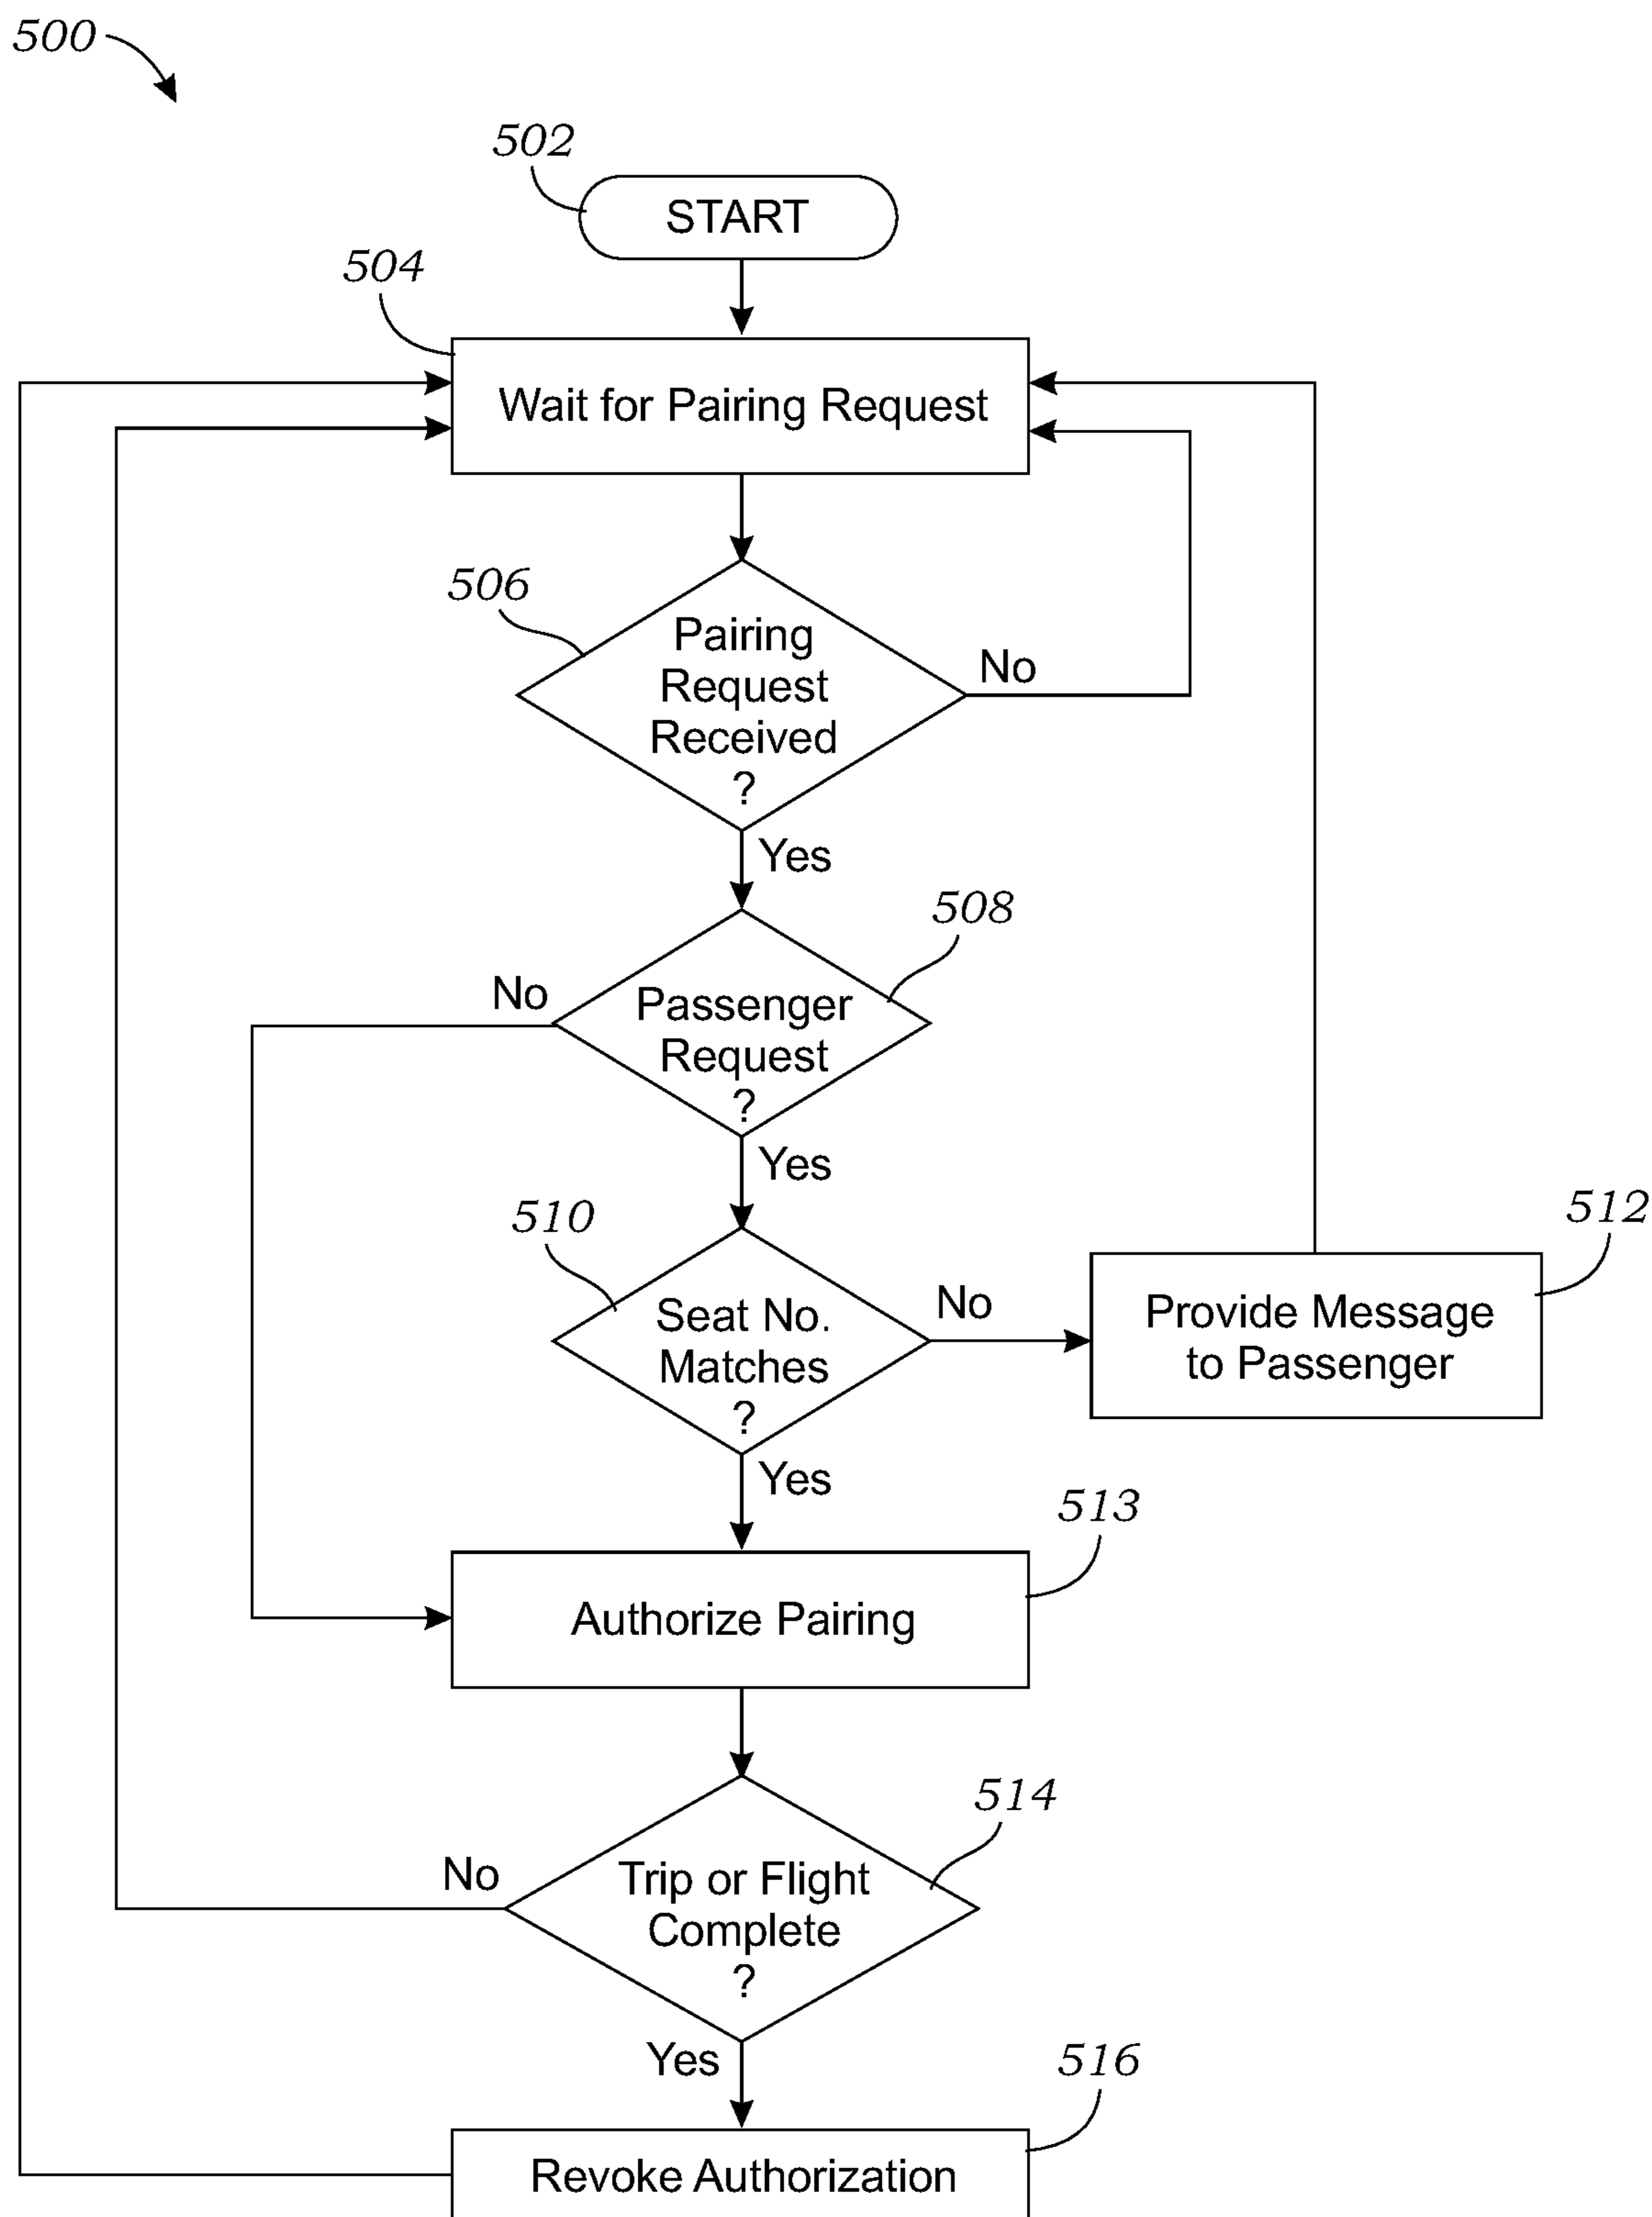 500
502
START
504
Wait for Pairing Request
506
Pairing
Request
Received
?
No
Yes
508
No
Passenger
Request
?
Yes
510
Seat No.
Matches
?
No
512
Provide Message
to Passenger
Yes
513
Authorize Pairing
514
No
Trip or Flight
Complete
?
Yes
516
Revoke Authorization